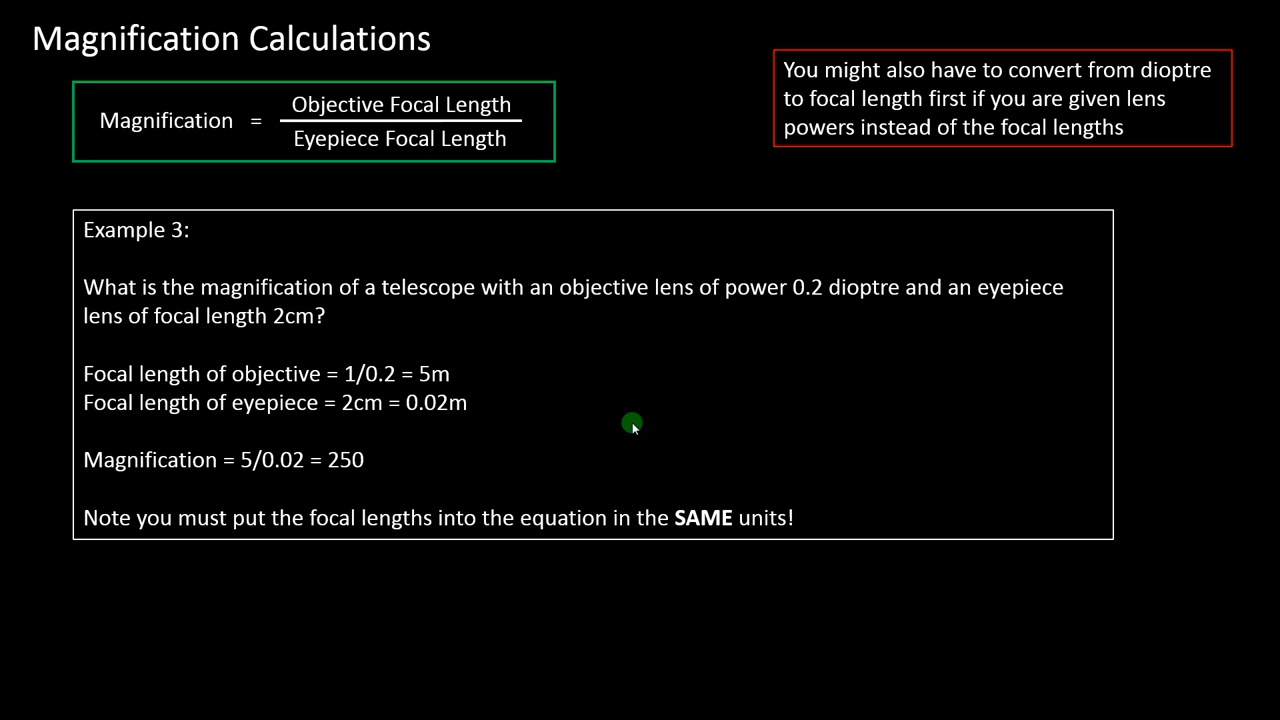 Magnification Calculations
You might also have to convert from dioptre
to focal length first if you are given lens
powers instead of the focal lengths
Magnification = Objective Focal Length
Eyepiece Focal Length
Example 3:
What is the magnification of a telescope with an objective lens of power 0.2 dioptre and an eyepiece
lens of focal length 2cm?
Focal length of objective = 1/0.2 = 5m
Focal length of eyepiece = 2cm = 0.02m
Magnification = 5/0.02 = 250
Note you must put the focal lengths into the equation in the SAME units!